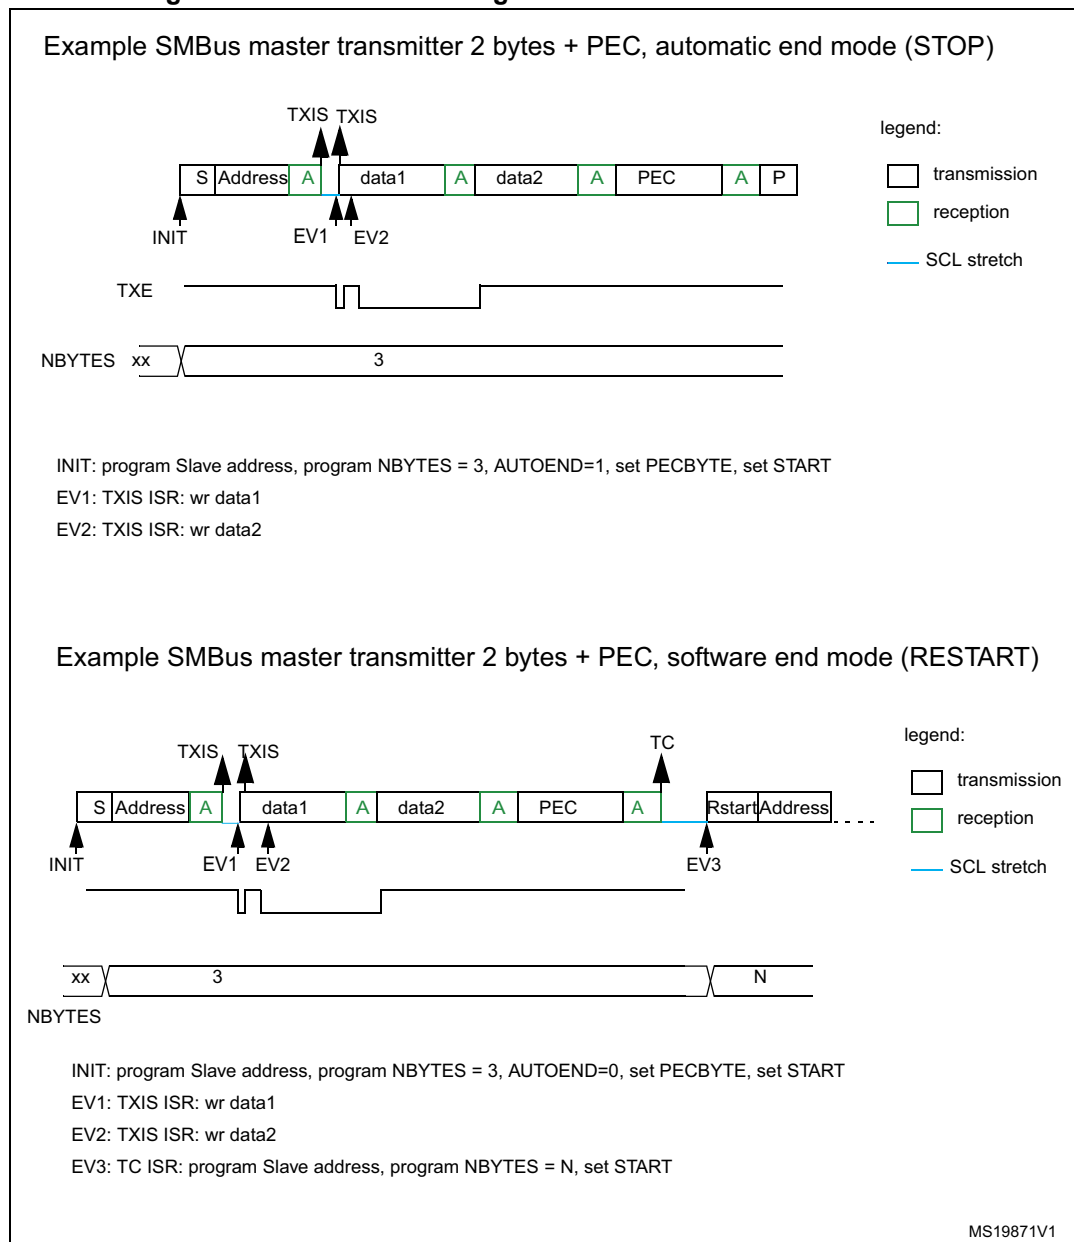 Example SMBus master transmitter 2 bytes + PEC, automatic end mode (STOP)
TXIS TXIS
legend:
S Address A data1 A data2 A PEC A P
transmission
reception
INIT EV1 EV2
SCL stretch
TXE
NBYTES xx 3
INIT: program Slave address, program NBYTES = 3, AUTOEND=1, set PECBYTE, set START
EV1: TXIS ISR: wr data1
EV2: TXIS ISR: wr data2
Example SMBus master transmitter 2 bytes + PEC, software end mode (RESTART)
TXIS TXIS TC
legend:
transmission
S Address A data1 A data2 A PEC A Rstart Address
reception
INIT EV1 EV2 EV3
SCL stretch
xx 3 N
NBYTES
INIT: program Slave address, program NBYTES = 3, AUTOEND=0, set PECBYTE, set START
EV1: TXIS ISR: wr data1
EV2: TXIS ISR: wr data2
EV3: TC ISR: program Slave address, program NBYTES = N, set START
MS19871V1